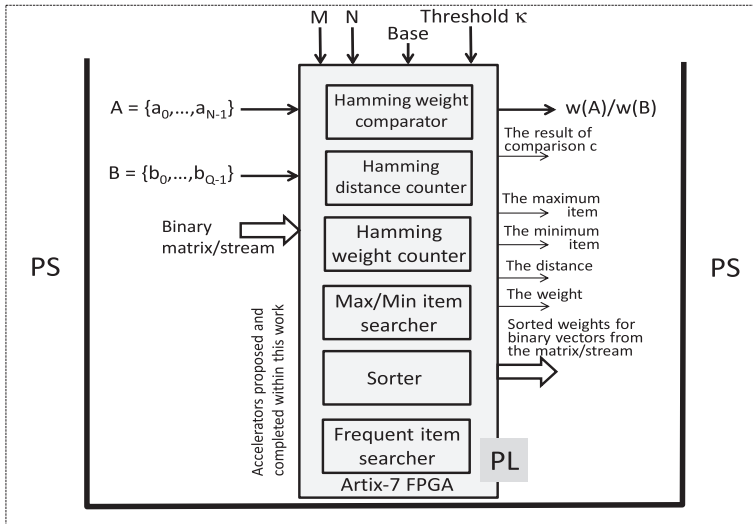 M N Threshold κ
Base
A = {a0,...,aN-1}
B = {b0,...,bQ-1}
Binary
matrix/stream
PS
Accelerators proposed and
completed within this work
Hamming weight
comparator
Hamming
distance counter
Hamming
weight counter
Max/Min item
searcher
Sorter
Frequent item
searcher
Artix-7 FPGA
PL
w(A)/w(B)
The result of
comparison c
The maximum
item
The minimum
item
The distance
The weight
Sorted weights for
binary vectors from
the matrix/stream
PS